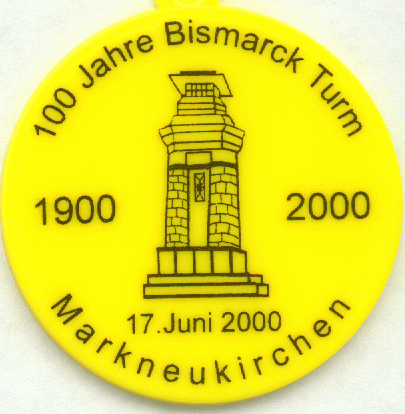 100 Jahre Bismarck Turm
1900
2000
17.Juni 2000
Markneukirchen